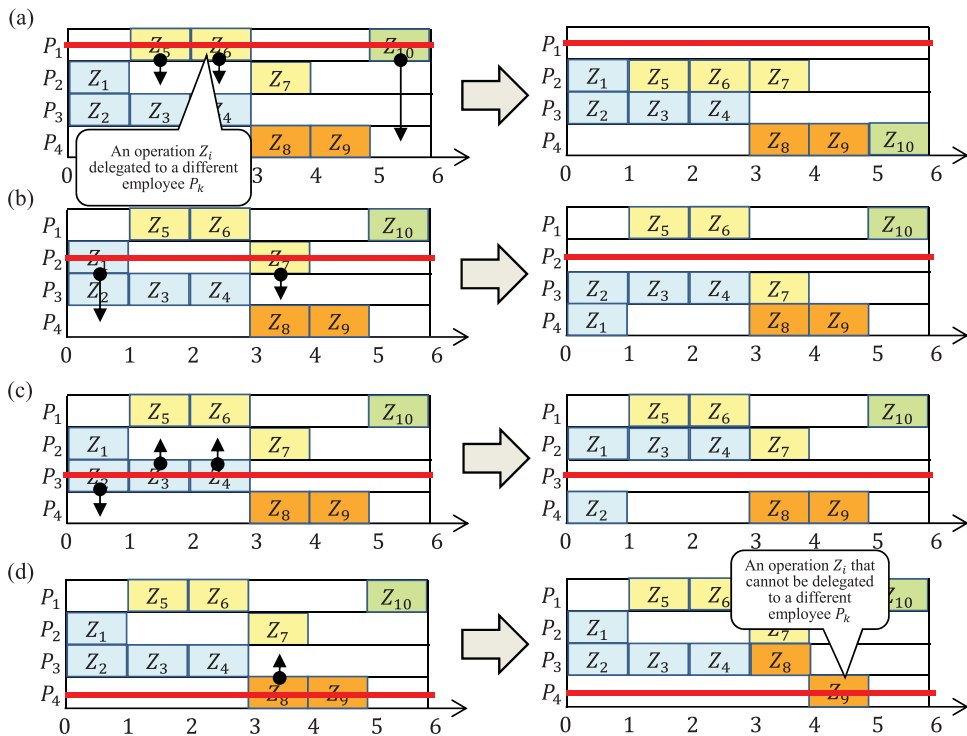 (a)
P₁ Z₅ Z₆ Z₁₀
P₂ Z₁ Z₇
P₃ Z₂ Z₃ Z₄
P₄ Z₈ Z₉
0 1 2 3 4 5 6
An operation Zᵢ
delegated to a different
employee Pₖ
P₁
P₂ Z₁ Z₅ Z₆ Z₇
P₃ Z₂ Z₃ Z₄
P₄ Z₈ Z₉ Z₁₀
0 1 2 3 4 5 6
(b)
P₁ Z₅ Z₆ Z₁₀
P₂ Z₁ Z₇
P₃ Z₂ Z₃ Z₄
P₄ Z₈ Z₉
0 1 2 3 4 5 6
P₁ Z₅ Z₆ Z₁₀
P₂
P₃ Z₂ Z₃ Z₄ Z₇
P₄ Z₁ Z₈ Z₉
0 1 2 3 4 5 6
(c)
P₁ Z₅ Z₆ Z₁₀
P₂ Z₁ Z₇
P₃ Z₂ Z₃ Z₄
P₄ Z₈ Z₉
0 1 2 3 4 5 6
P₁ Z₅ Z₆ Z₁₀
P₂ Z₁ Z₃ Z₄ Z₇
P₃
P₄ Z₂ Z₈ Z₉
0 1 2 3 4 5 6
(d)
P₁ Z₅ Z₆ Z₁₀
P₂ Z₁ Z₇
P₃ Z₂ Z₃ Z₄
P₄ Z₈ Z₉
0 1 2 3 4 5 6
An operation Zᵢ that
cannot be delegated
to a different
employee Pₖ
P₁ Z₅ Z₆ Z₁₀
P₂ Z₁ Z₇
P₃ Z₂ Z₃ Z₄ Z₈
P₄ Z₉
0 1 2 3 4 5 6